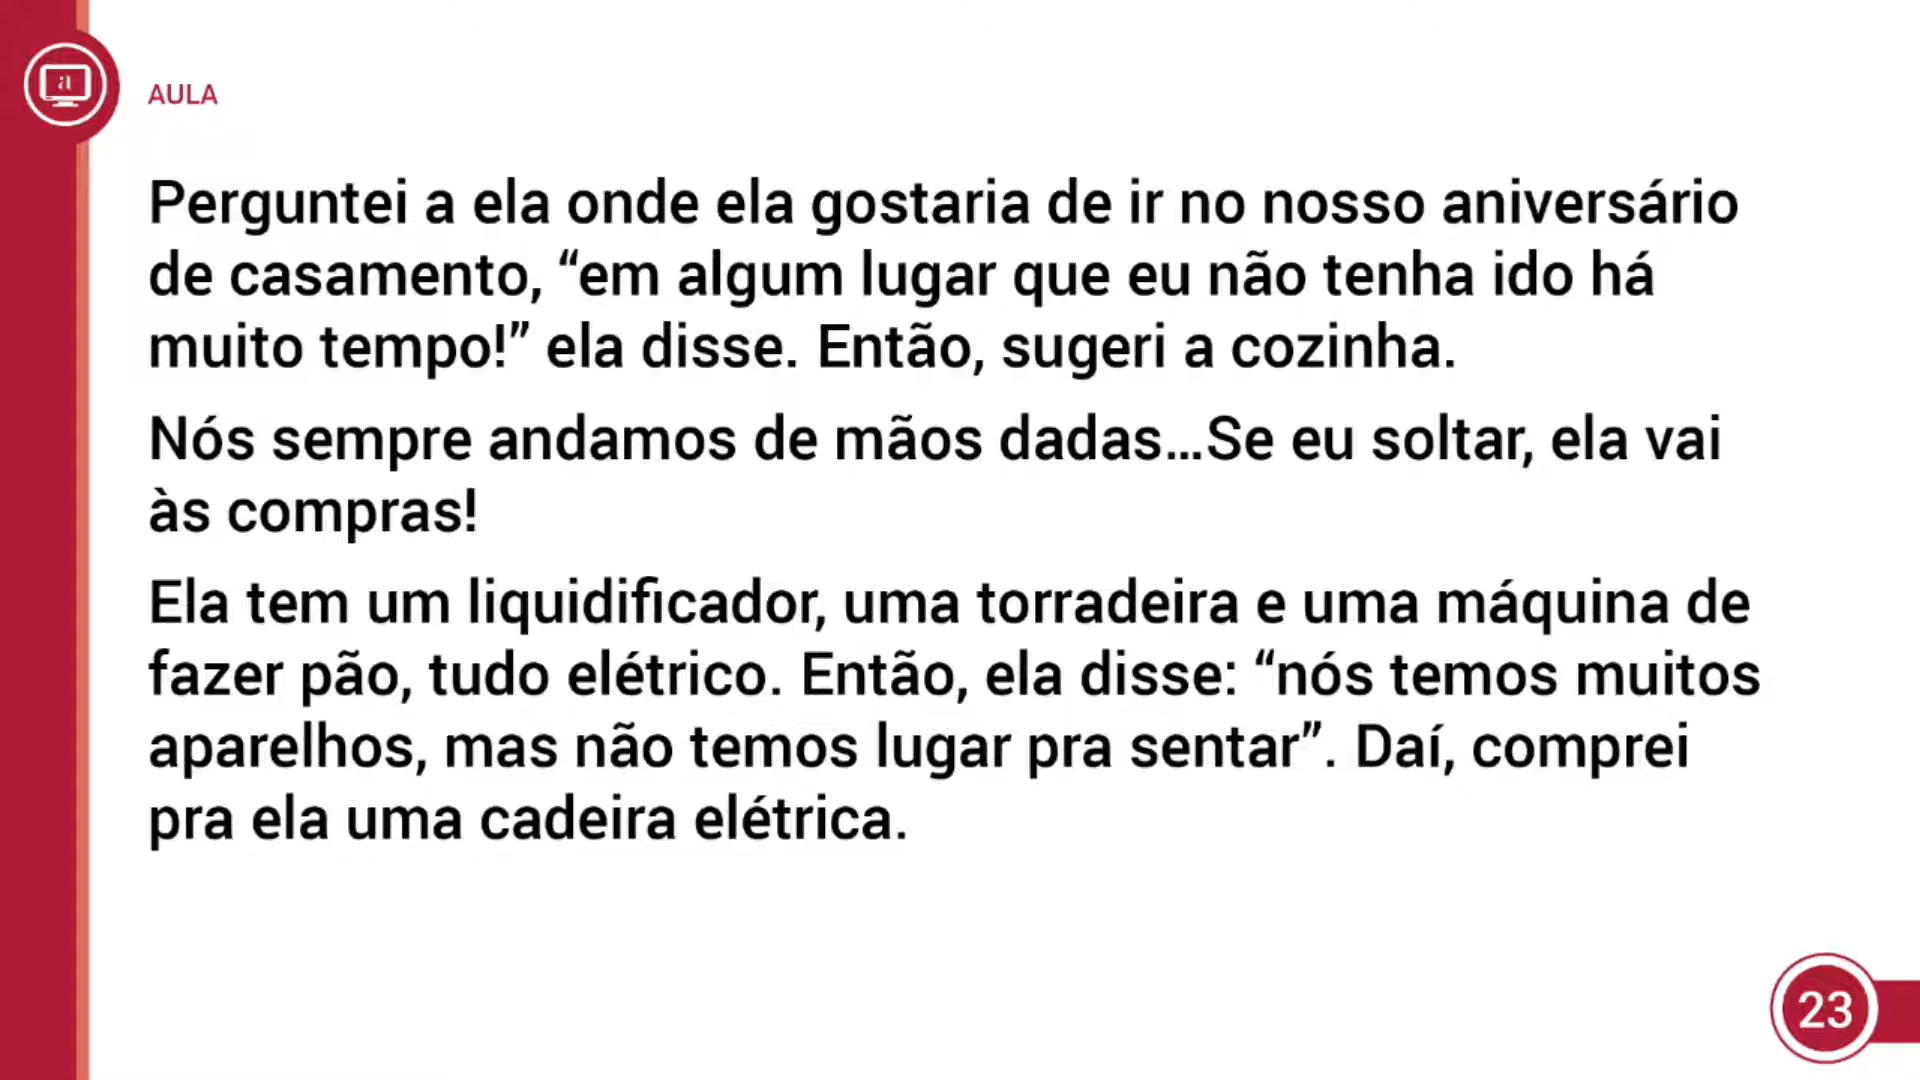 a
AULA
Perguntei a ela onde ela gostaria de ir no nosso aniversário
de casamento, “em algum lugar que eu não tenha ido há
muito tempo!” ela disse. Então, sugeri a cozinha.
Nós sempre andamos de mãos dadas...Se eu soltar, ela vai
às compras!
Ela tem um liquidificador, uma torradeira e uma máquina de
fazer pão, tudo elétrico. Então, ela disse: “nós temos muitos
aparelhos, mas não temos lugar pra sentar”. Daí, comprei
pra ela uma cadeira elétrica.
23